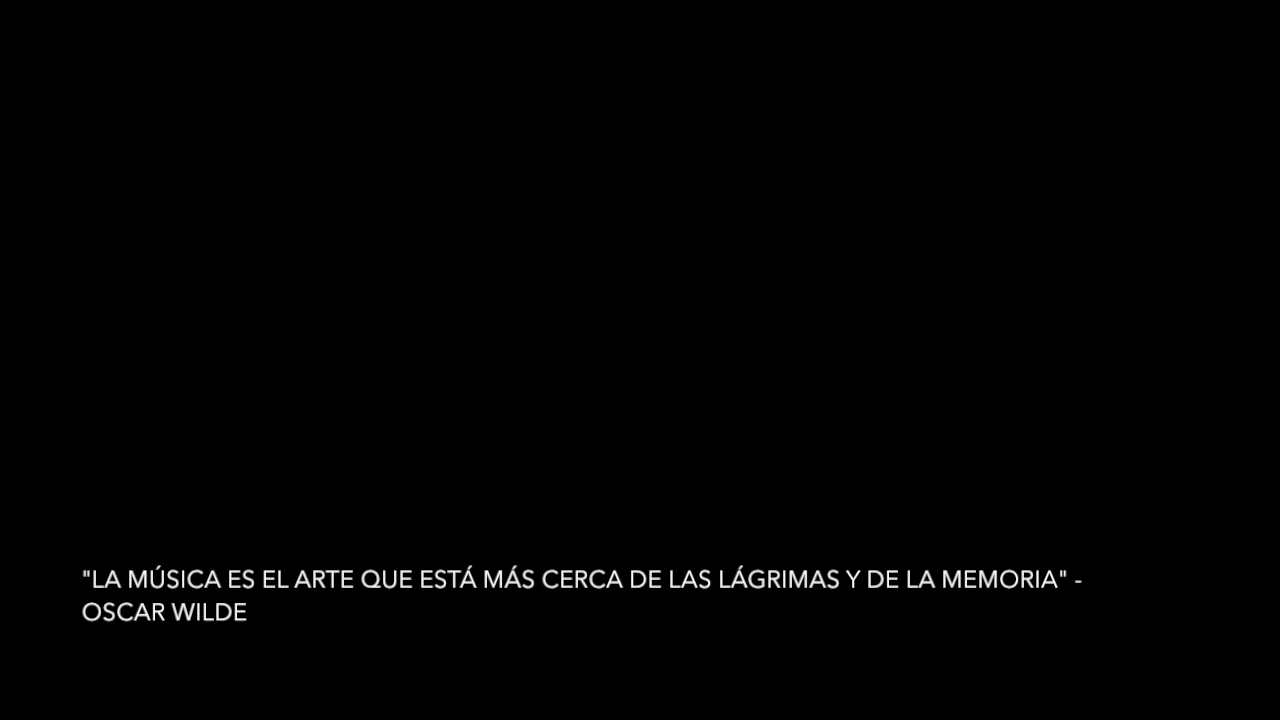 "LA MÚSICA ES EL ARTE QUE ESTÁ MÁS CERCA DE LAS LÁGRIMAS Y DE LA MEMORIA" -
OSCAR WILDE